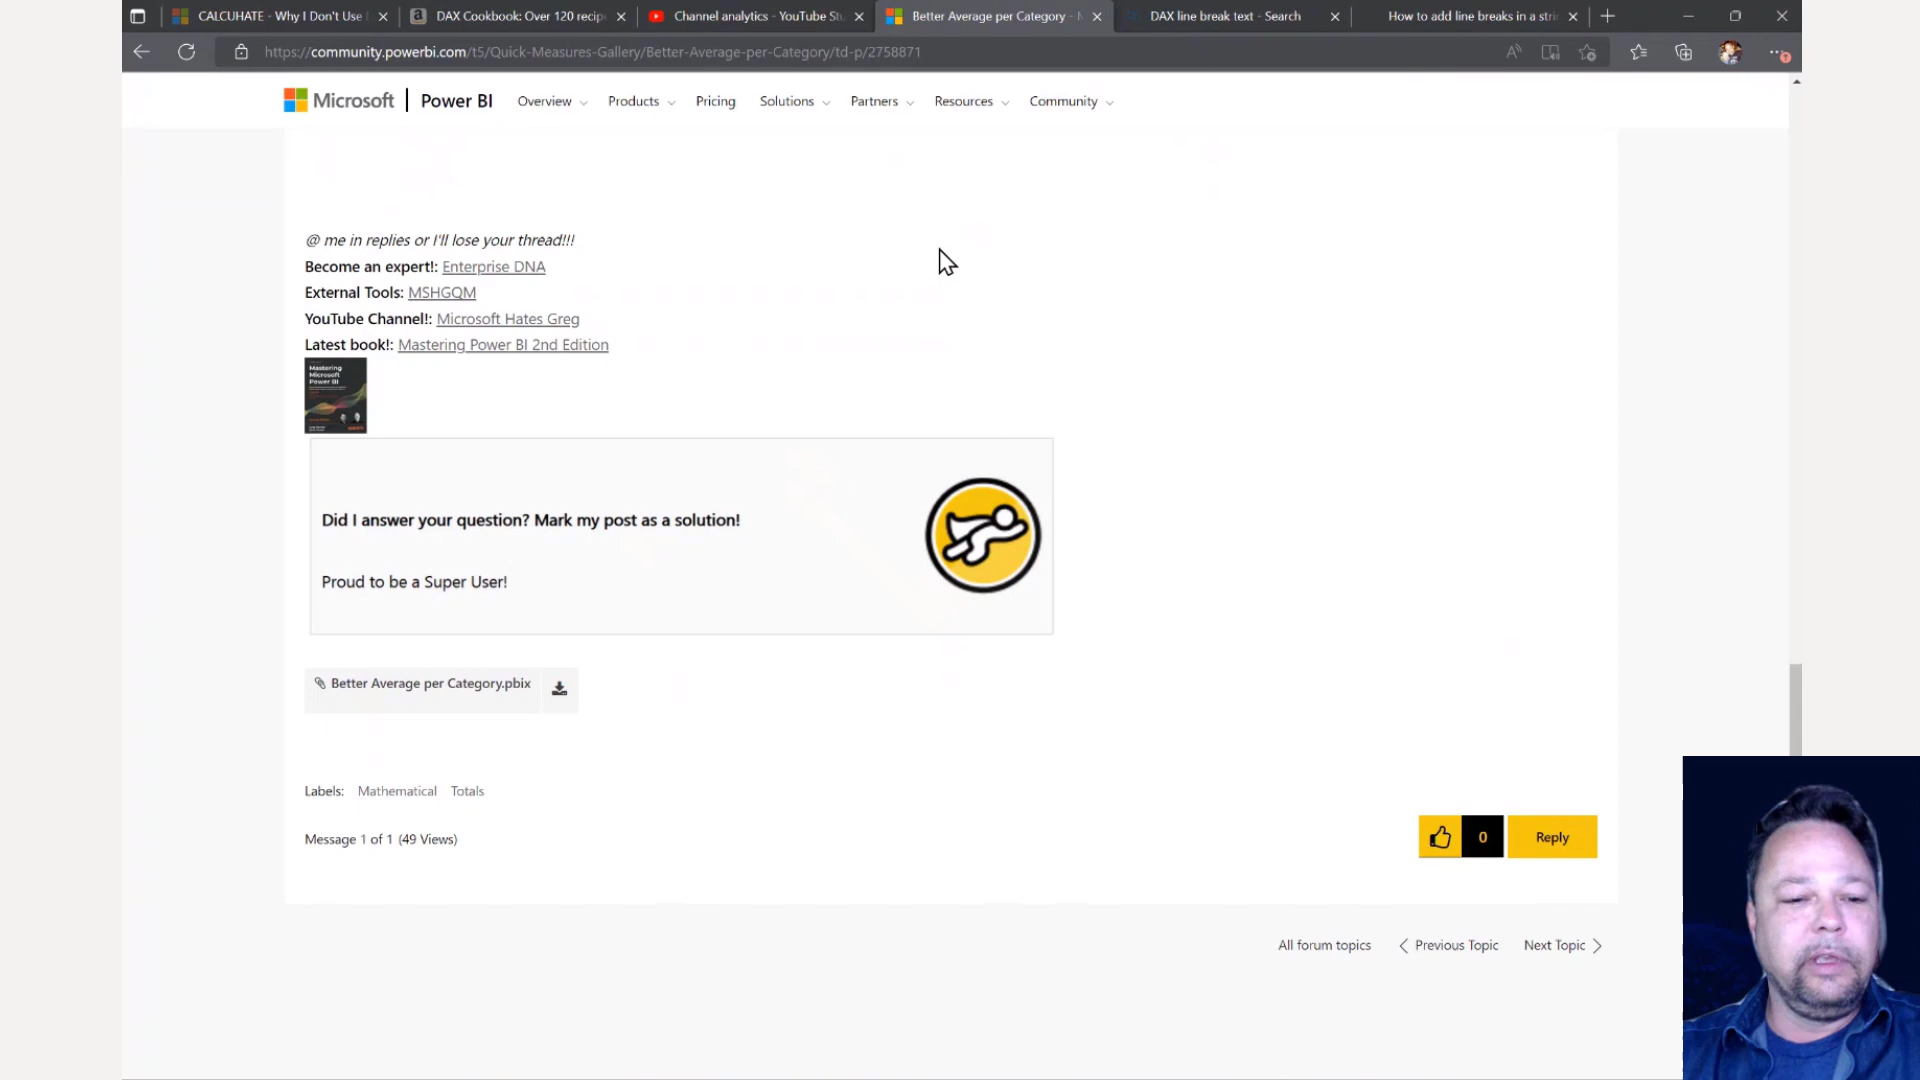 CALCUHATE - Why I Don't Use
DAX Cookbook: Over 120 recip
Channel analytics - YouTube St
Better Average per Category -
DAX line break text - Search
How to add line breaks in a stri
https://community.powerbi.com/t5/Quick-Measures-Gallery/Better-Average-per-Category/td-p/2758871
Microsoft Power BI Overview Products Pricing Solutions Partners Resources Community
@ me in replies or I'll lose your thread!!!
Become an expert!: Enterprise DNA
External Tools: MSHGQM
YouTube Channel!: Microsoft Hates Greg
Latest book!: Mastering Power BI 2nd Edition
Mastering
Microsoft
Power BI
Did I answer your question? Mark my post as a solution!
Proud to be a Super User!
Better Average per Category.pbix
Labels: Mathematical Totals
Message 1 of 1 (49 Views)
0
Reply
All forum topics Previous Topic Next Topic